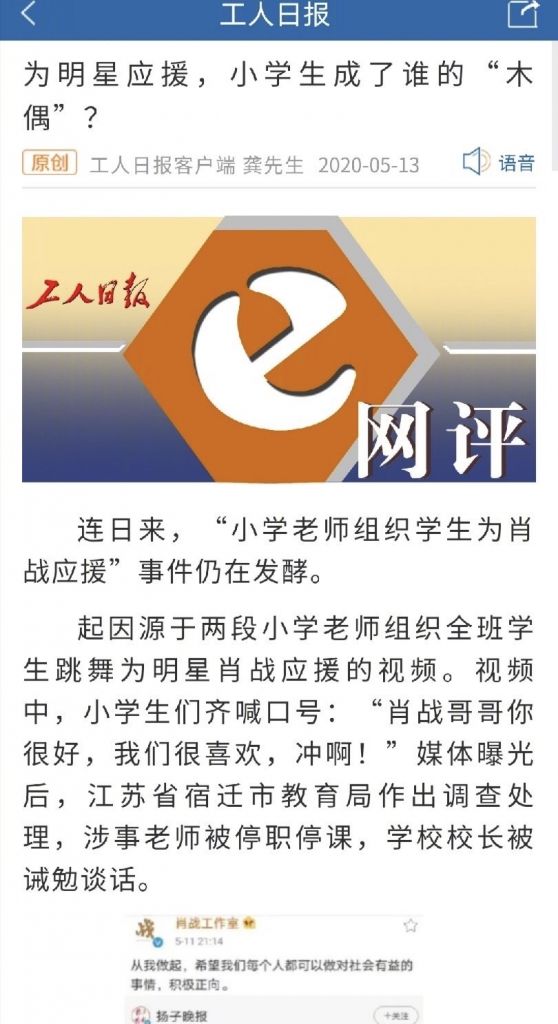 工人日报
为明星应援，小学生成了谁的“木
偶”？
原创 工人日报客户端 龚先生 2020-05-13 语音
工人日报
e
网评
连日来，“小学老师组织学生为肖
战应援”事件仍在发酵。
起因源于两段小学老师组织全班学
生跳舞为明星肖战应援的视频。视频
中，小学生们齐喊口号：“肖战哥哥你
很好，我们很喜欢，冲啊！”媒体曝光
后，江苏省宿迁市教育局作出调查处
理，涉事老师被停职停课，学校校长被
诫勉谈话。
战
肖战工作室
5-11 21:14
从我做起，希望我们每个人都可以做对社会有益的
事情，积极正向。
扬子晚报
+关注